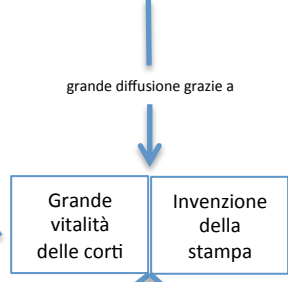 grande diffusione grazie a
Grande
vitalità
delle corti
Invenzione
della
stampa